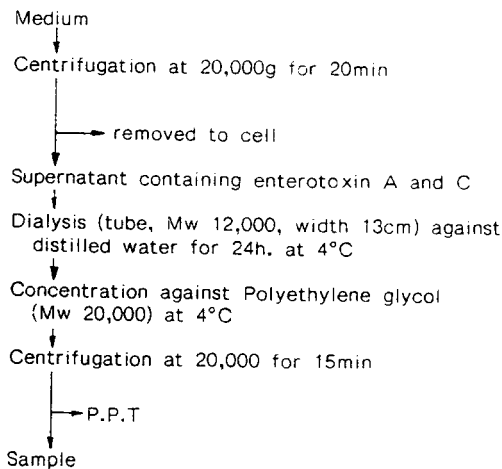 Medium
Centrifugation at 20,000g for 20min
removed to cell
Supernatant containing enterotoxin A and C
Dialysis (tube, Mw 12,000, width 13cm) against
distilled water for 24h. at 4°C
Concentration against Polyethylene glycol
(Mw 20,000) at 4°C
Centrifugation at 20,000 for 15min
P.P.T
Sample